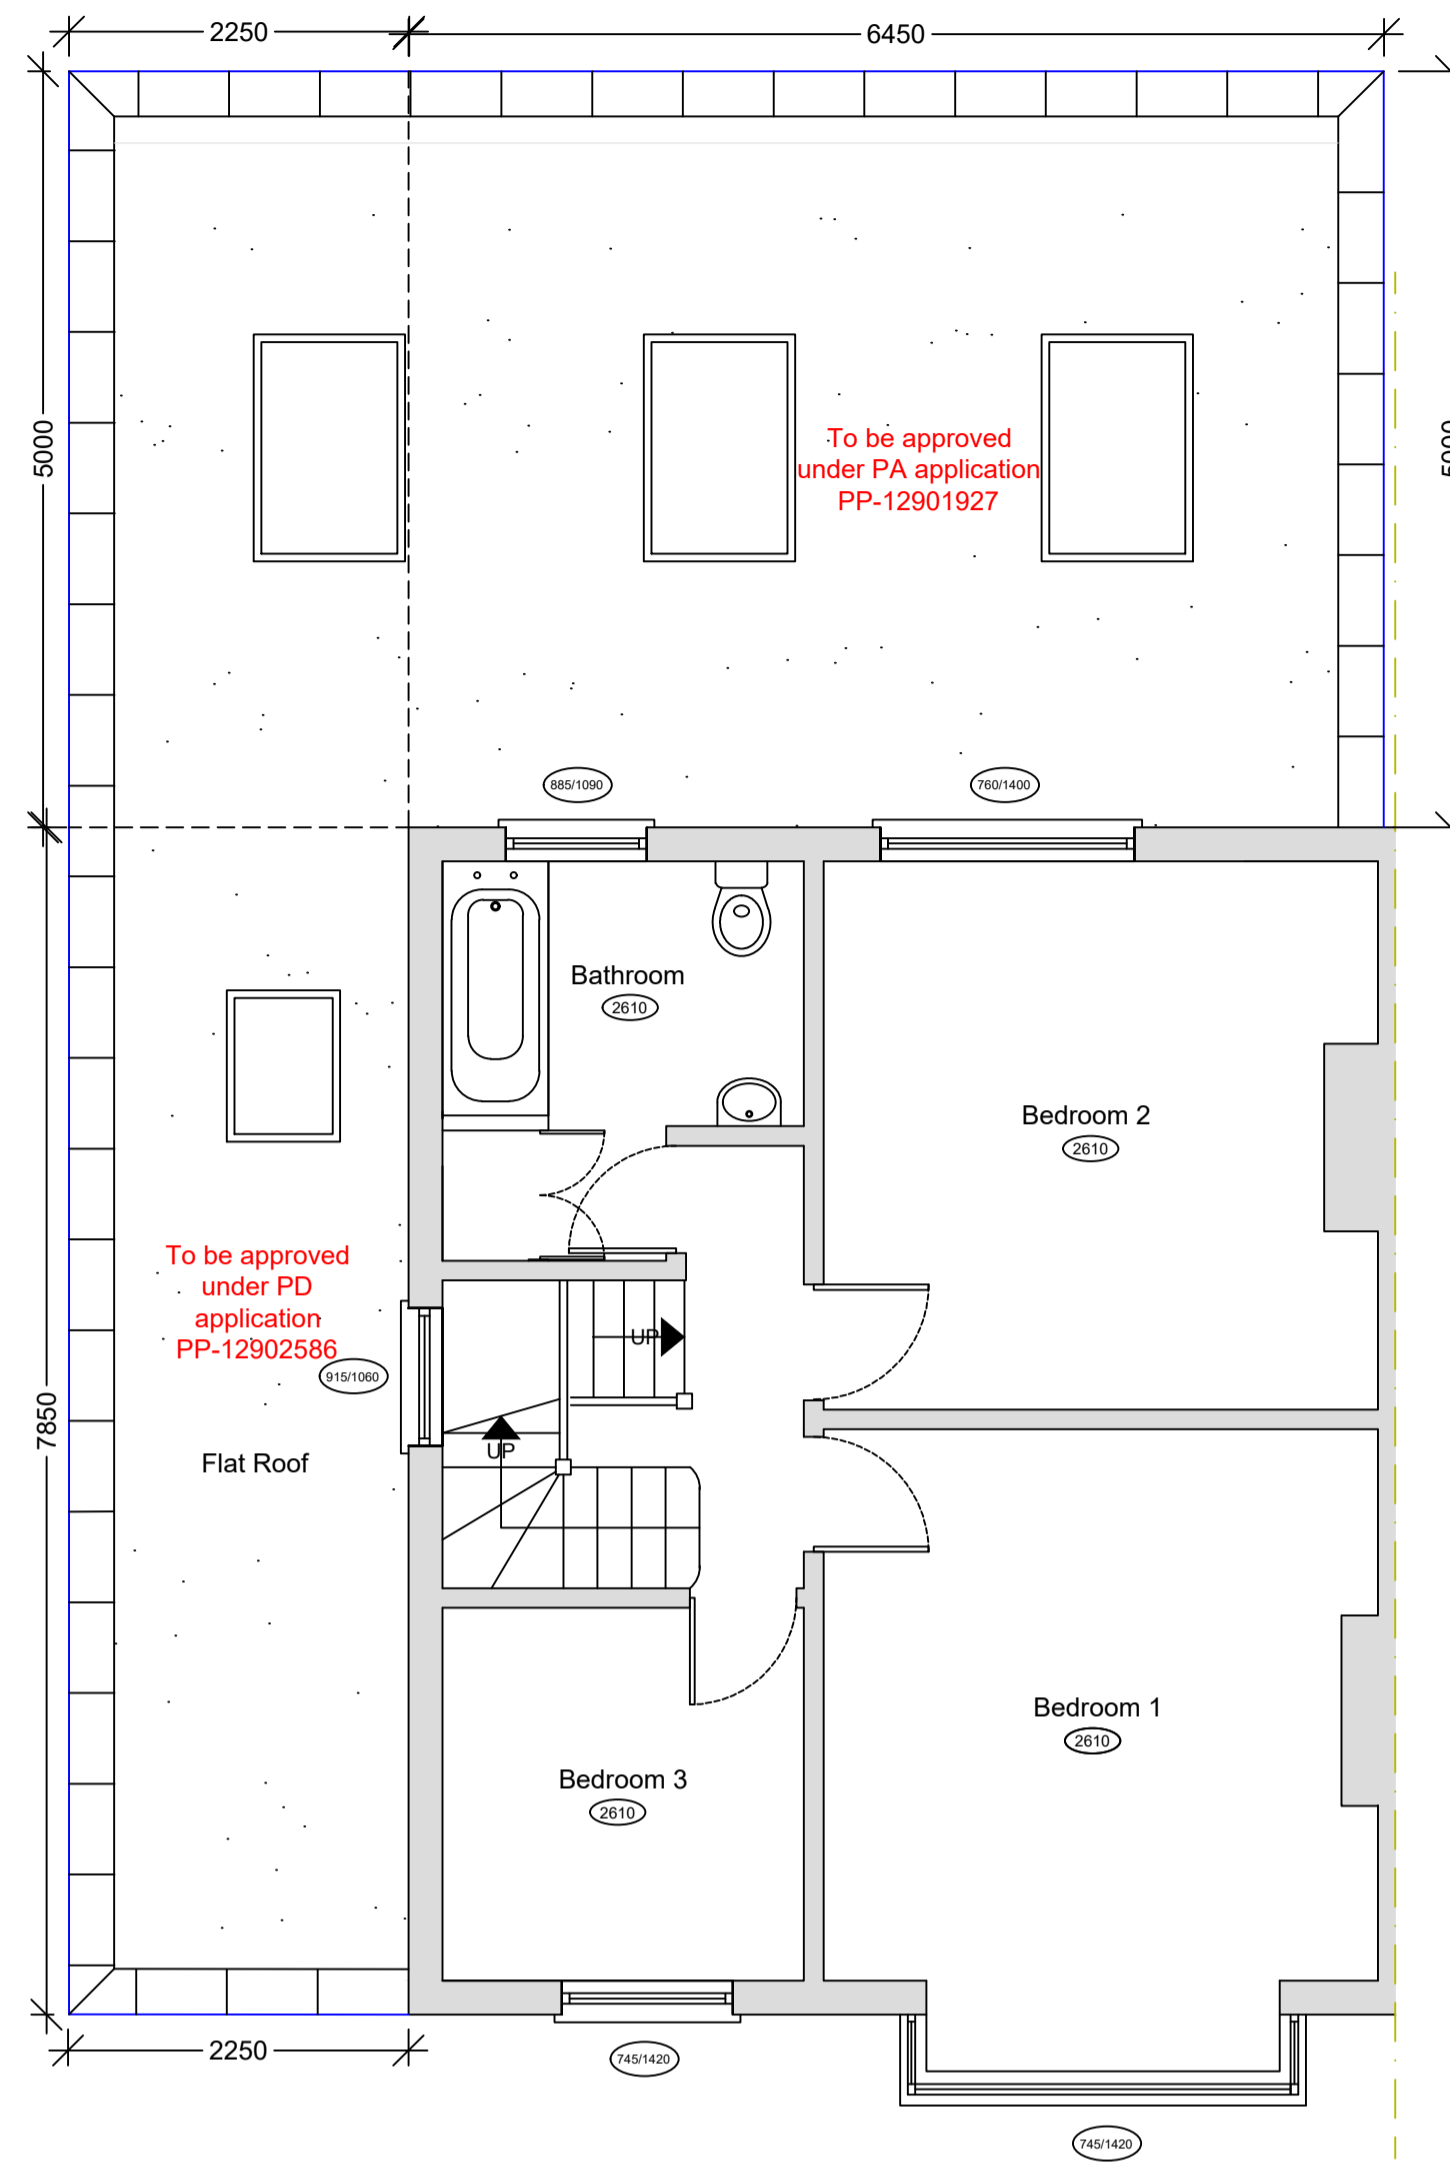 2250
6450
5000
5000
To be approved
under PA application
PP-12901927
885/1090
760/1400
Bathroom
2610
Bedroom 2
2610
To be approved
under PD
application
PP-12902586
915/1060
UP
UP
7850
Flat Roof
Bedroom 1
2610
Bedroom 3
2610
2250
745/1420
745/1420